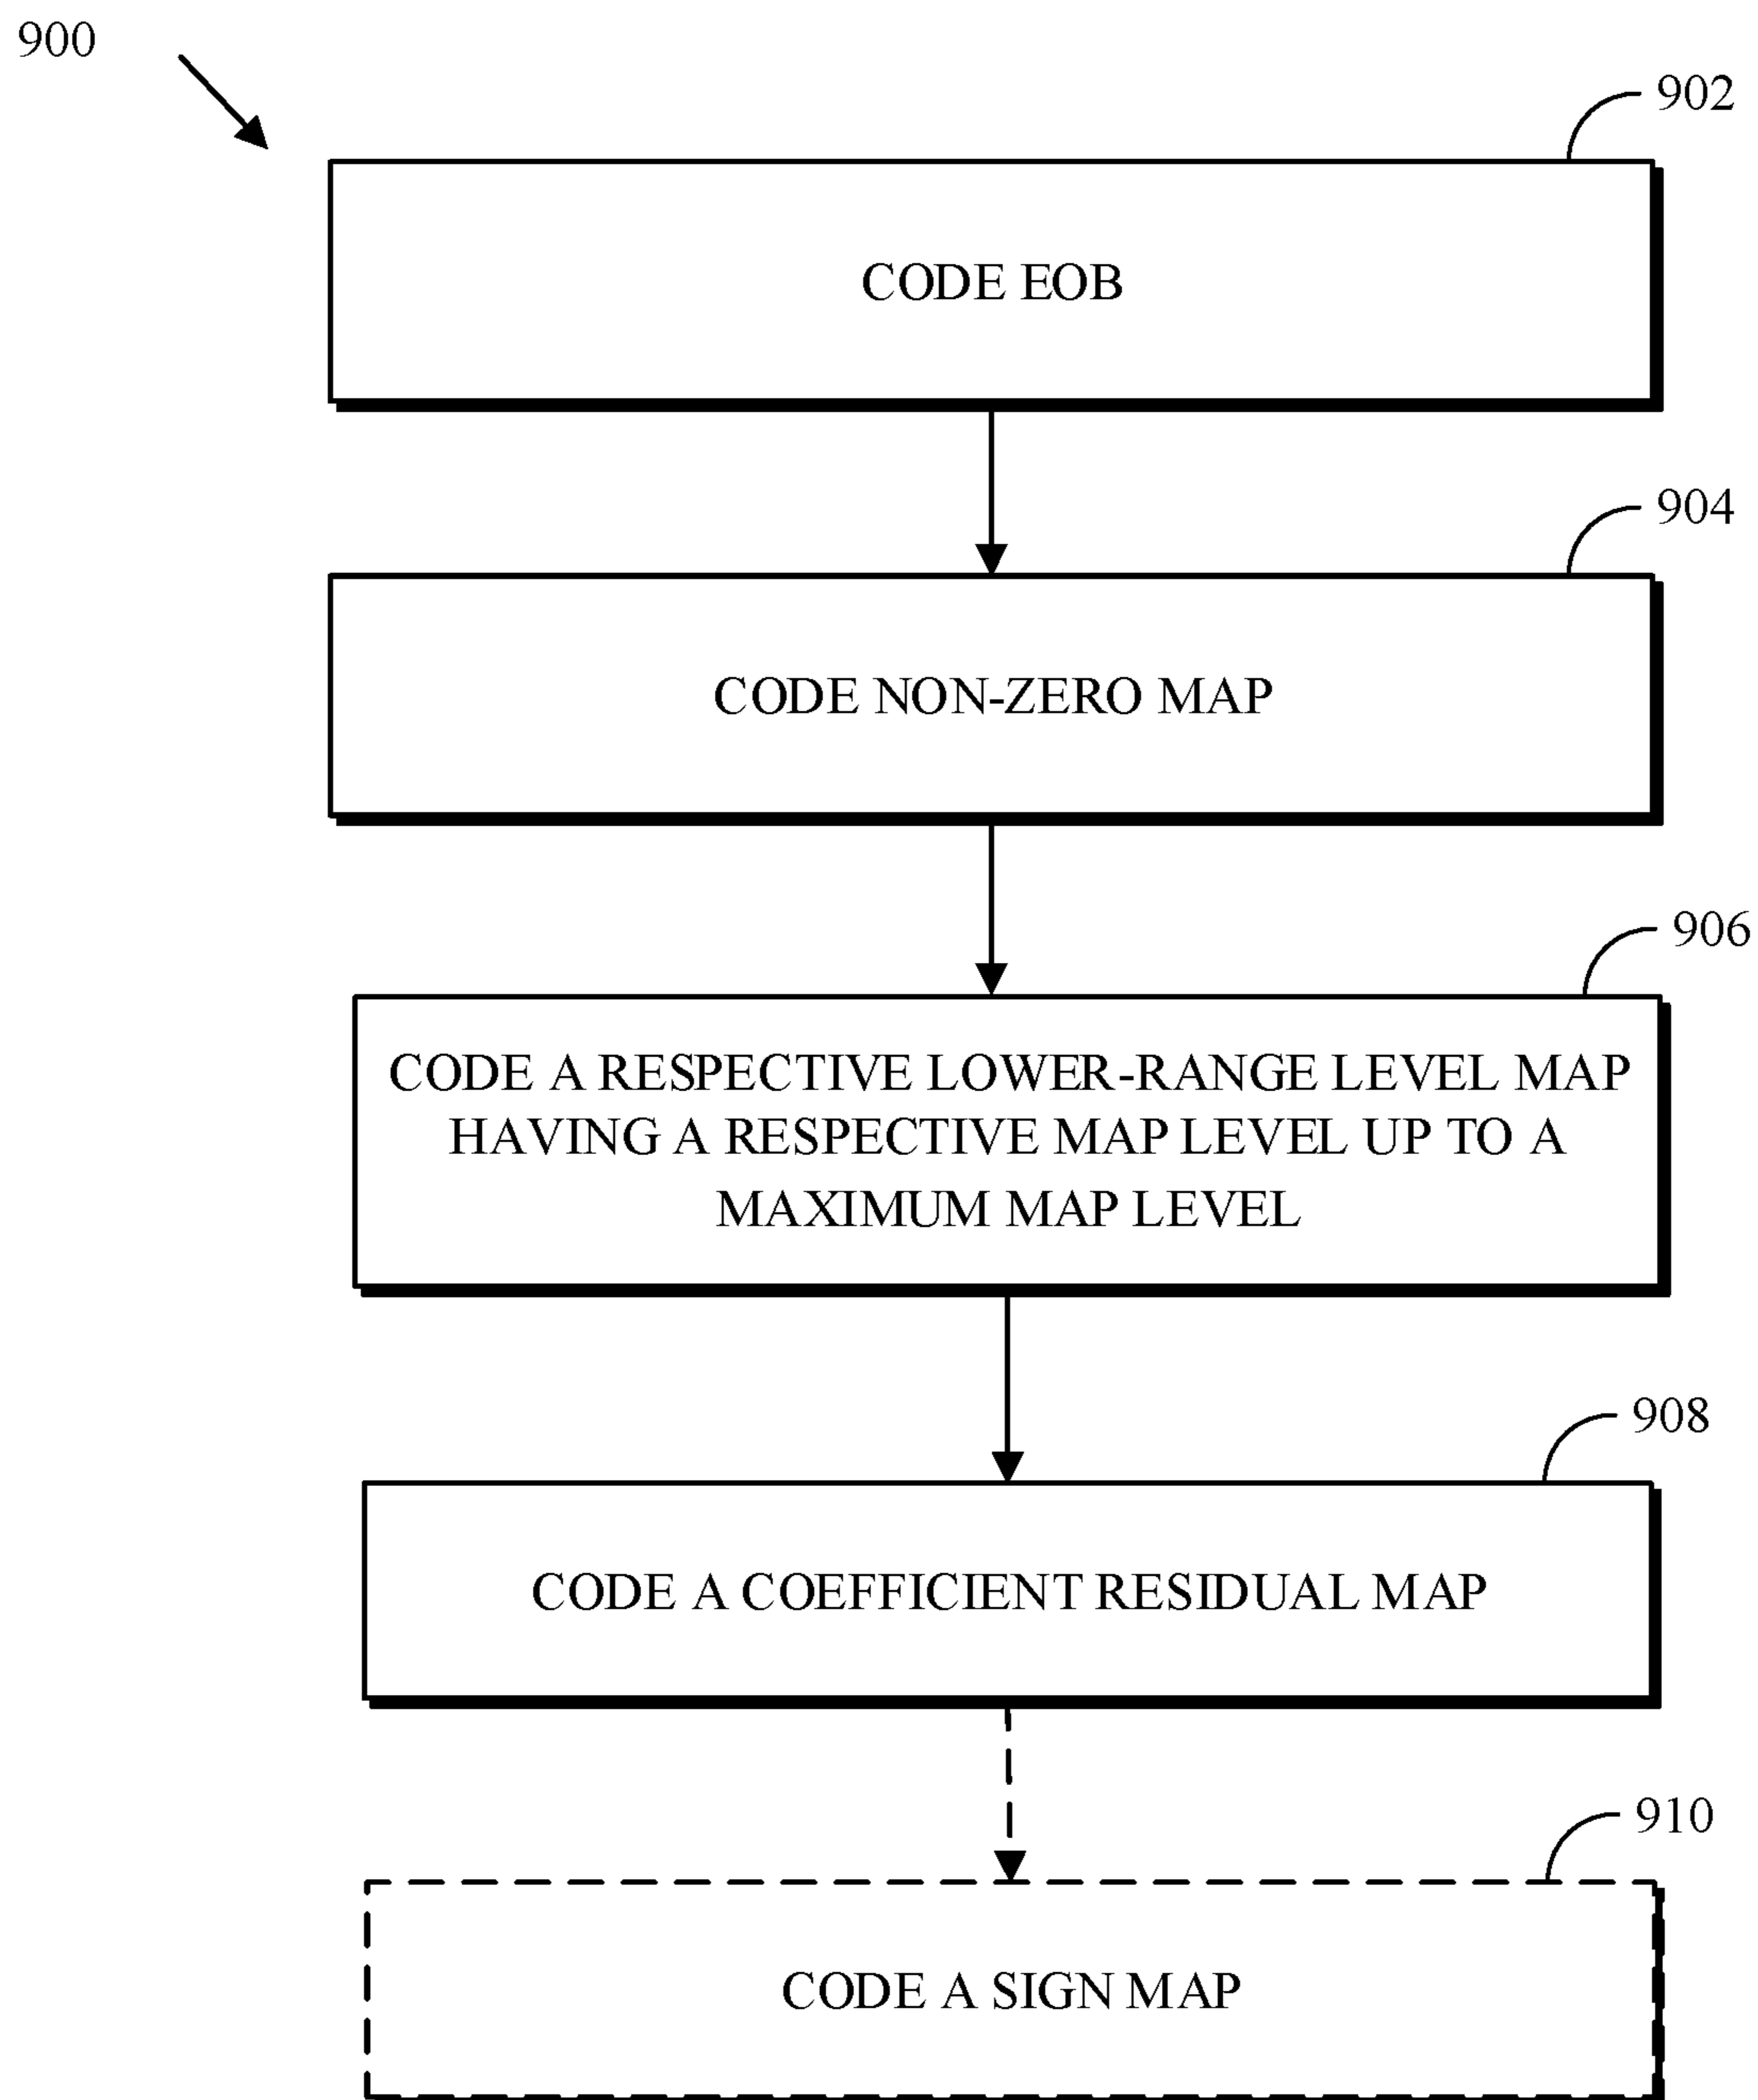 900
902
CODE EOB
904
CODE NON-ZERO MAP
906
CODE A RESPECTIVE LOWER-RANGE LEVEL MAP
HAVING A RESPECTIVE MAP LEVEL UP TO A
MAXIMUM MAP LEVEL
908
CODE A COEFFICIENT RESIDUAL MAP
910
CODE A SIGN MAP